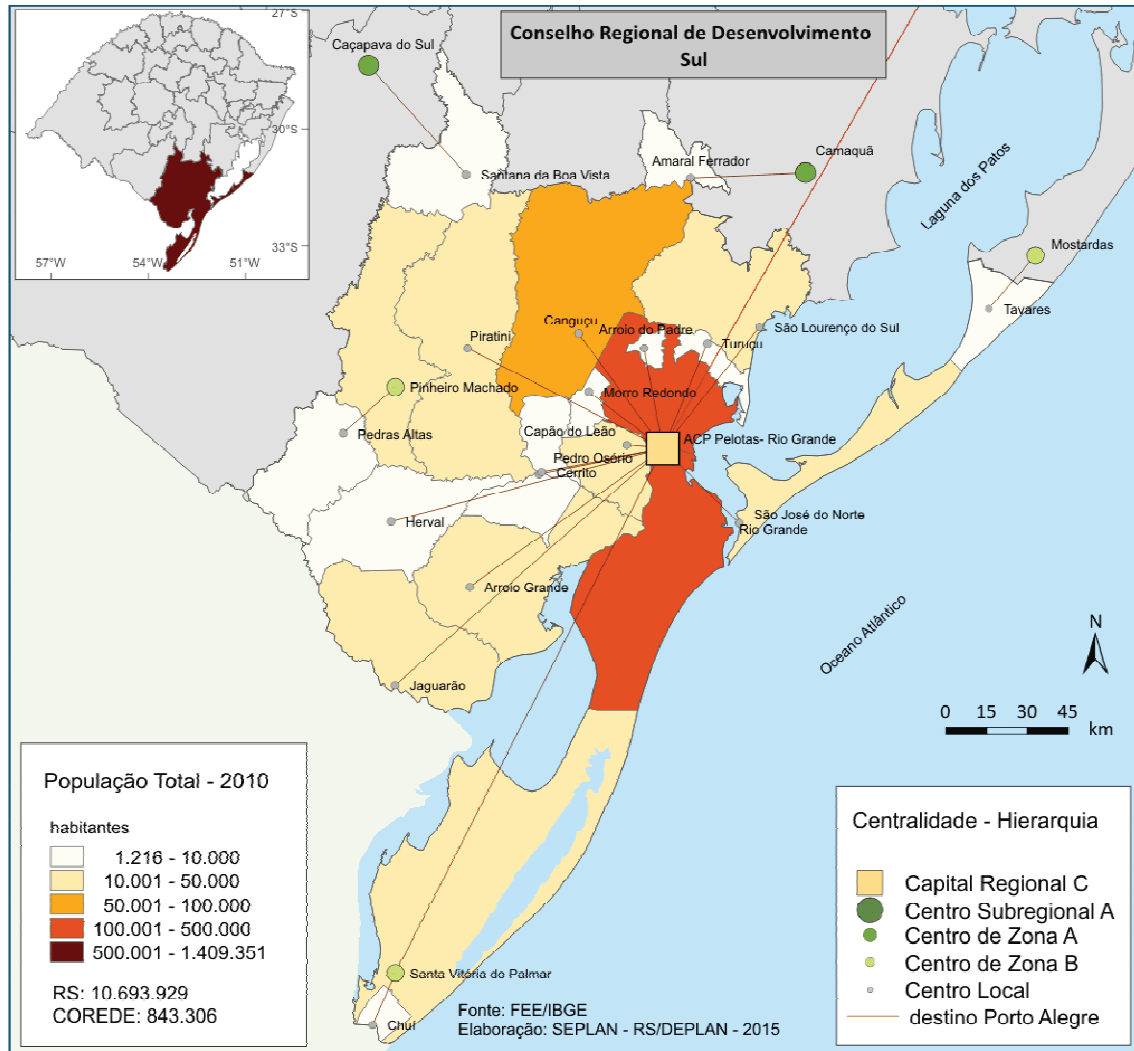 27°S
30°S
33°S
57°W
54°W
51°W
Conselho Regional de Desenvolvimento
Sul
Caçapava do Sul
Santana da Boa Vista
Amaral Ferrador
Camaquã
Laguna dos Patos
Mostardas
Tavares
São Lourenço do Sul
Canguçu
Arroio do Padre
Turuçu
Piratini
Pinheiro Machado
Morro Redondo
Pedras Altas
Capão do Leão
ACP Pelotas- Rio Grande
Pedro Osório
Cerrito
Herval
São José do Norte
Rio Grande
Arroio Grande
Oceano Atlântico
Jaguarão
N
0 15 30 45
km
População Total - 2010
habitantes
1.216 - 10.000
10.001 - 50.000
50.001 - 100.000
100.001 - 500.000
500.001 - 1.409.351
RS: 10.693.929
COREDE: 843.306
Santa Vitória do Palmar
Chuí
Fonte: FEE/IBGE
Elaboração: SEPLAN - RS/DEPLAN - 2015
Centralidade - Hierarquia
Capital Regional C
Centro Subregional A
Centro de Zona A
Centro de Zona B
Centro Local
destino Porto Alegre